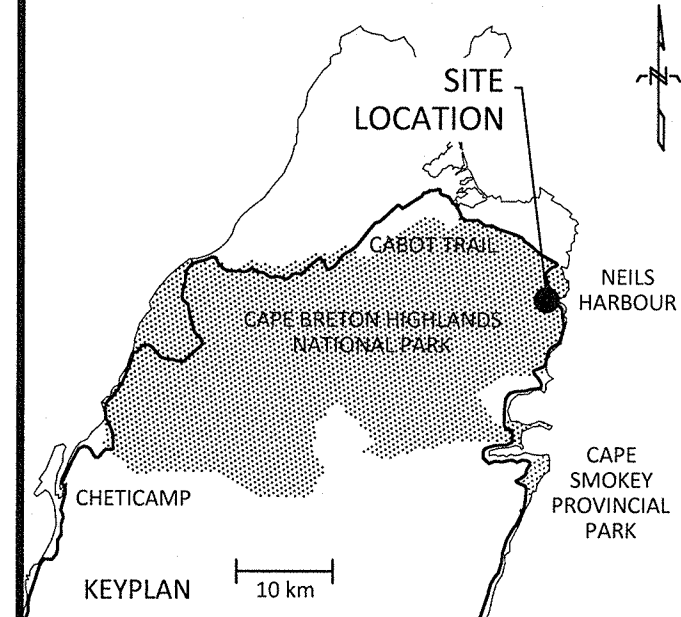 SITE
LOCATION
N
CABOT TRAIL
NEILS
HARBOUR
CAPE BRETON HIGHLANDS
NATIONAL PARK
CAPE
SMOKEY
PROVINCIAL
PARK
CHETICAMP
KEYPLAN
10 km